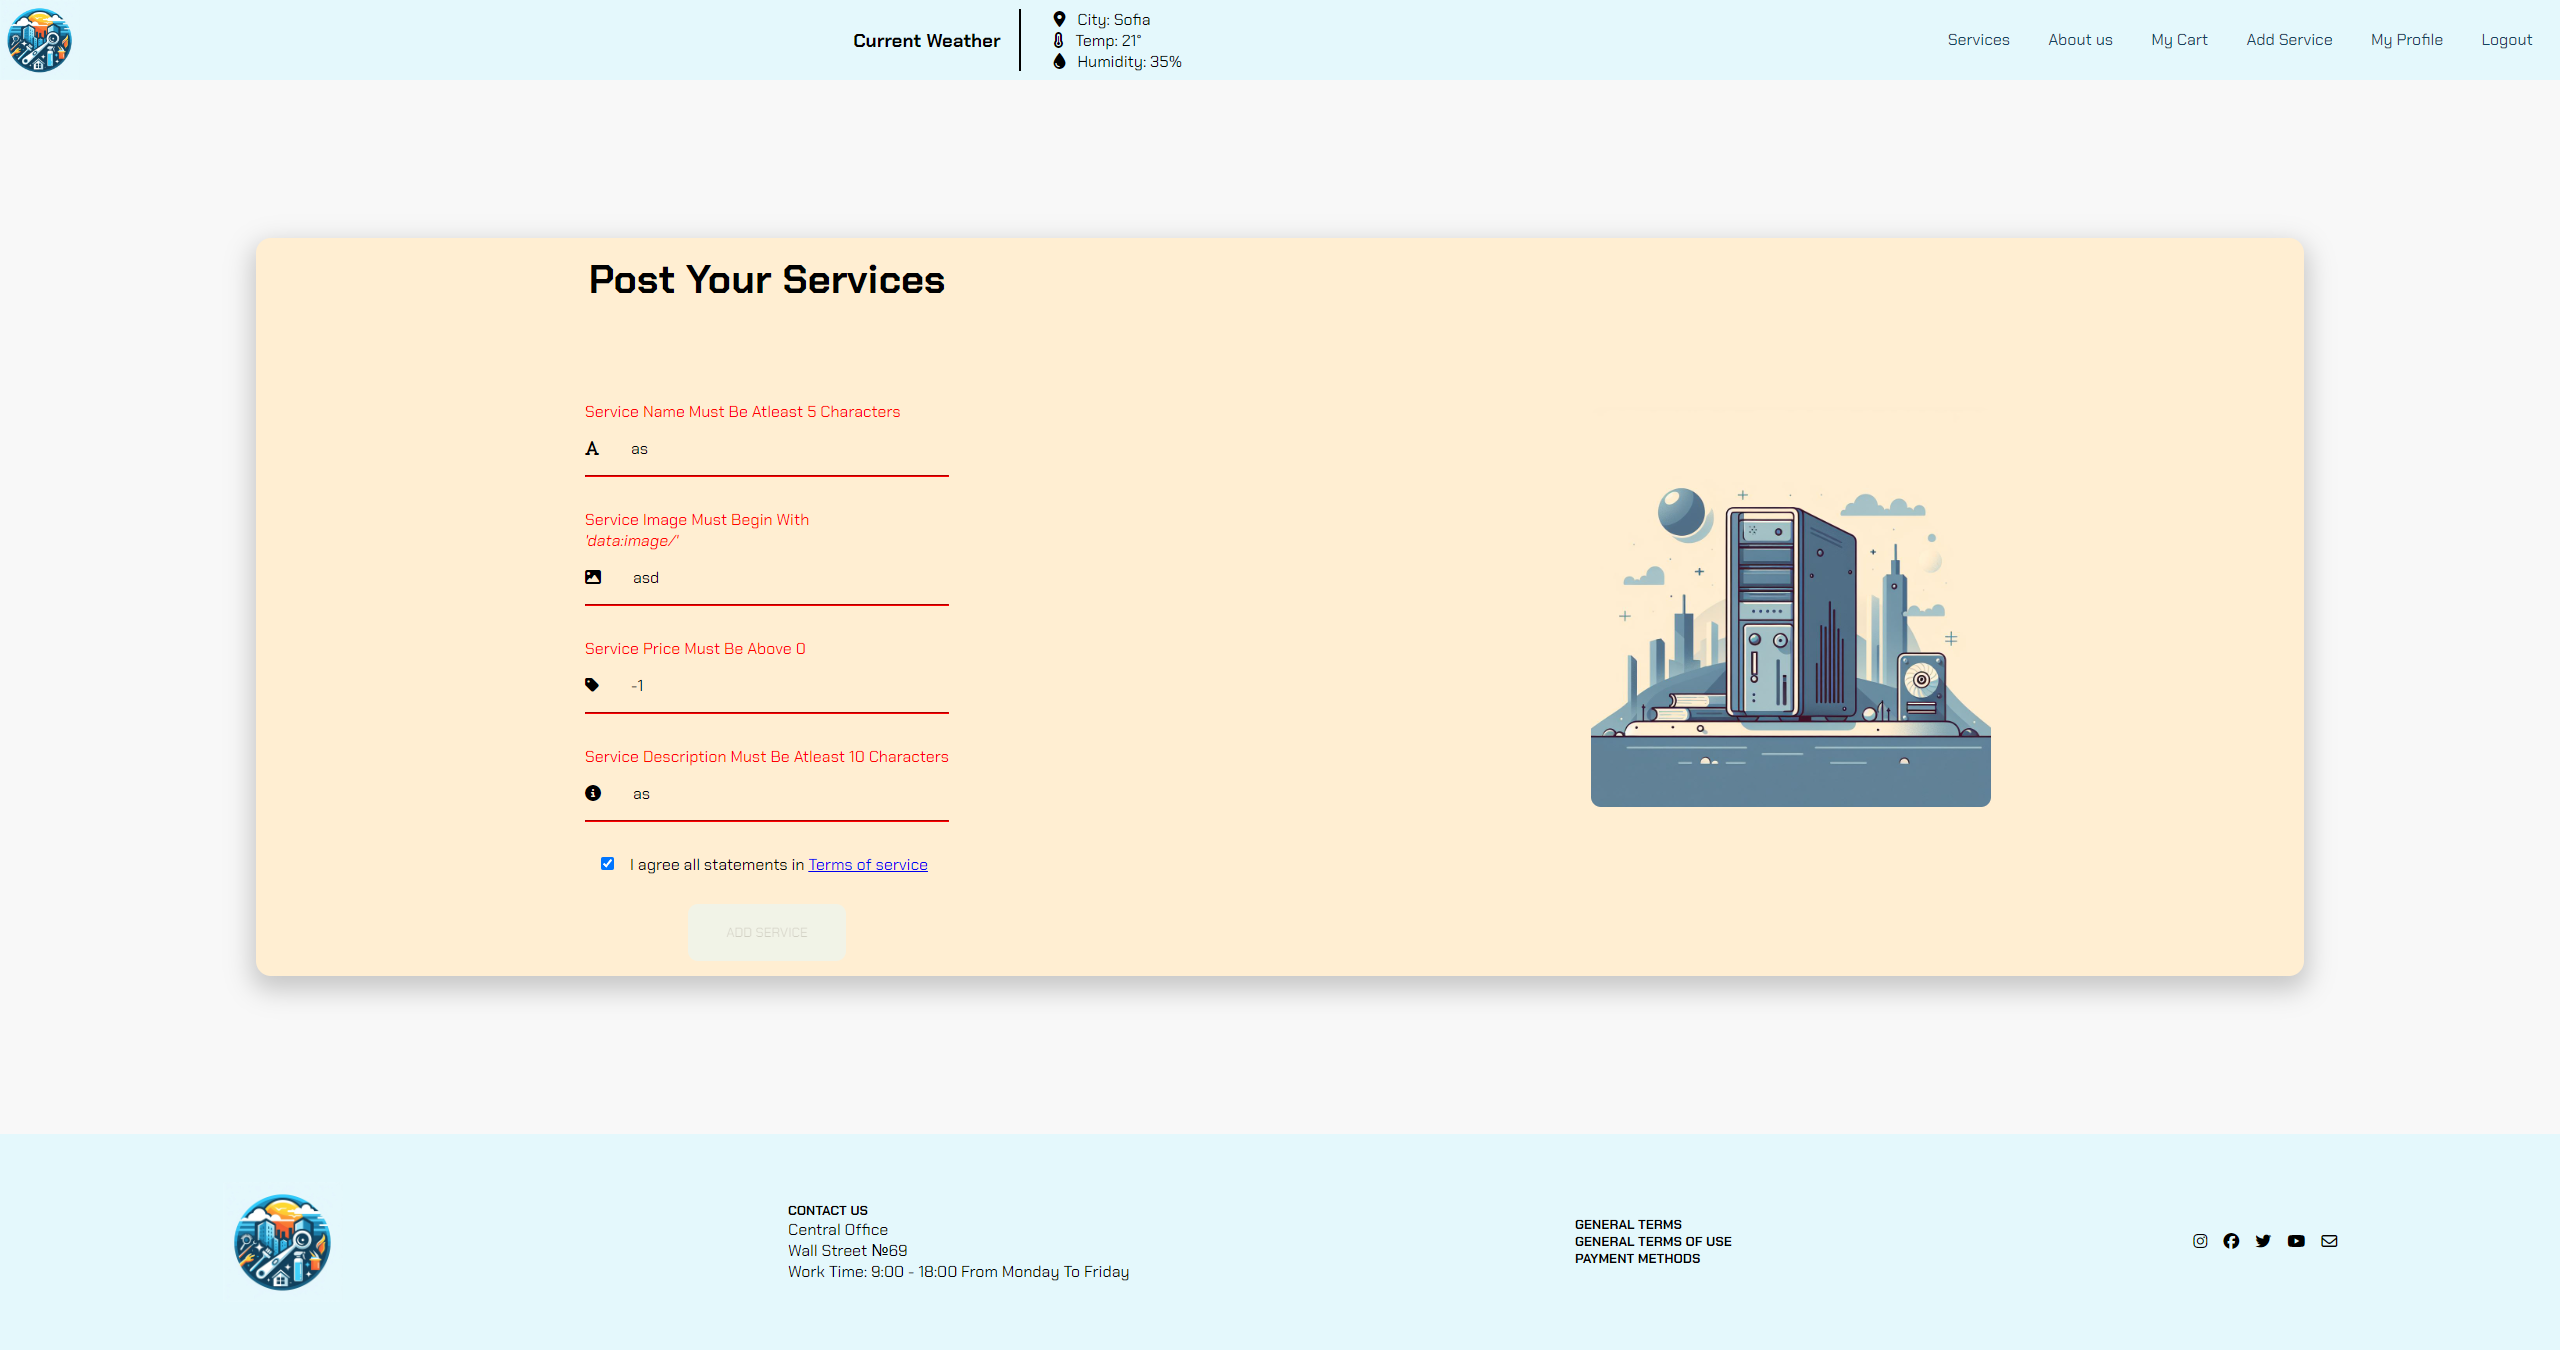 Current Weather
City: Sofia
Temp: 21°
Humidity: 35%
Services
About us
My Cart
Add Service
My Profile
Logout
Post Your Services
Service Name Must Be Atleast 5 Characters
as
Service Image Must Begin With
'data:image/'
asd
Service Price Must Be Above 0
-1
Service Description Must Be Atleast 10 Characters
as
I agree all statements in Terms of service
ADD SERVICE
CONTACT US
Central Office
Wall Street №69
Work Time: 9:00 - 18:00 From Monday To Friday
GENERAL TERMS
GENERAL TERMS OF USE
PAYMENT METHODS